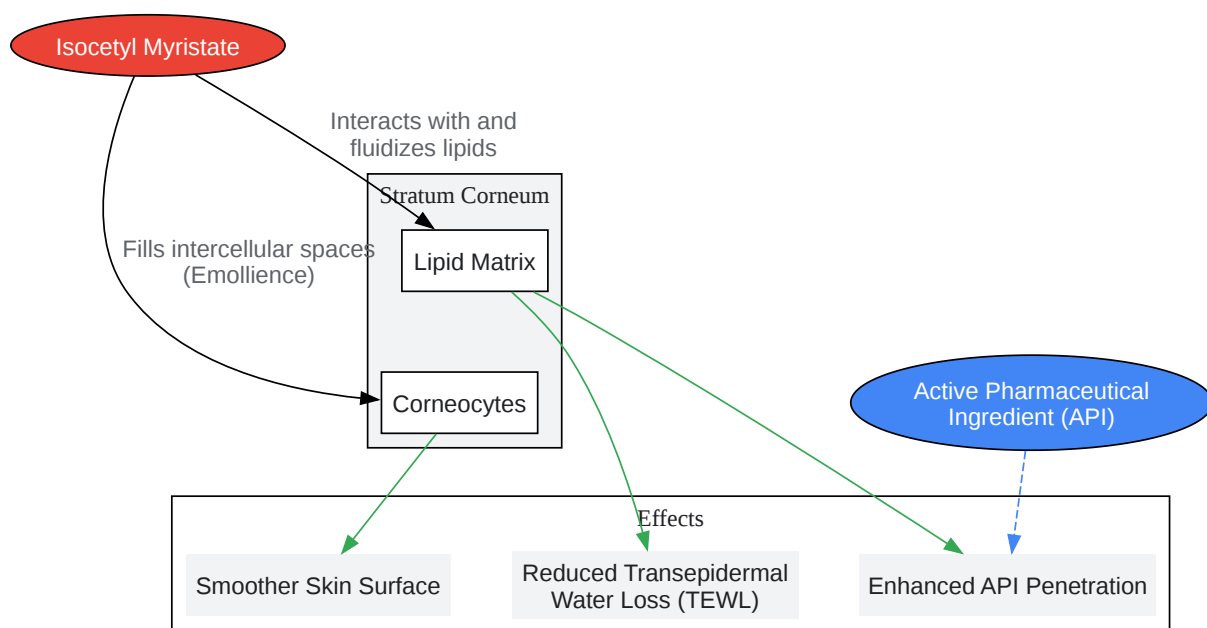 Isocetyl Myristate
Interacts with and
fluidizes lipids
Stratum Corneum
Fills intercellular spaces
(Emollience)
Lipid Matrix
Corneocytes
Active Pharmaceutical
Ingredient (API)
Effects
Smoother Skin Surface
Reduced Transepidermal
Water Loss (TEWL)
Enhanced API Penetration